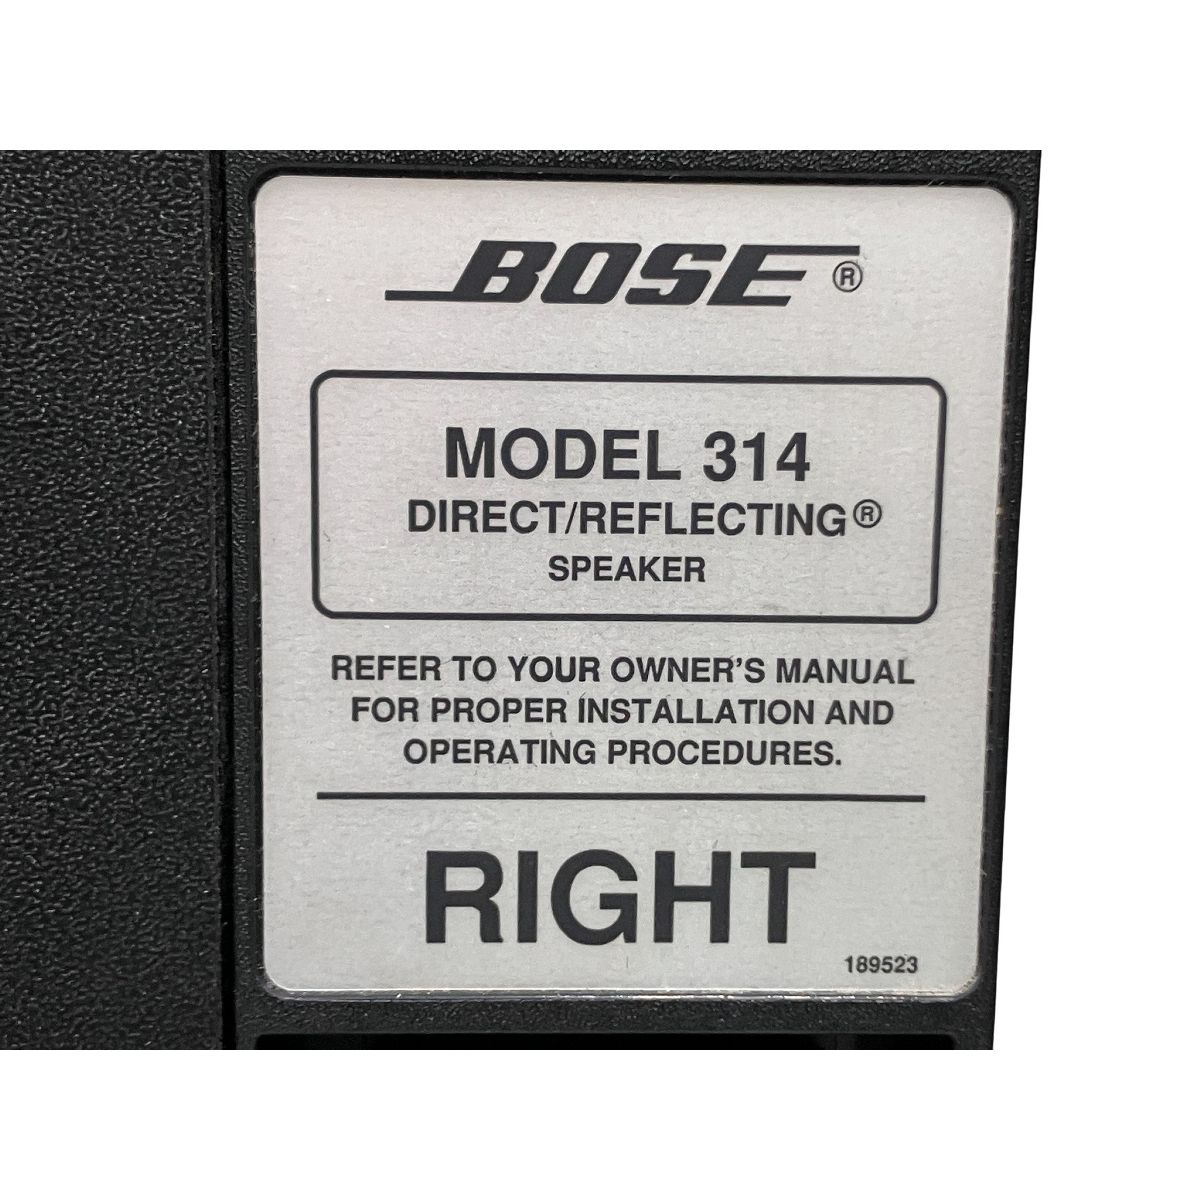 BOSE®
MODEL 314
DIRECT/REFLECTING®
SPEAKER
REFER TO YOUR OWNER'S MANUAL
FOR PROPER INSTALLATION AND
OPERATING PROCEDURES.
RIGHT
189523